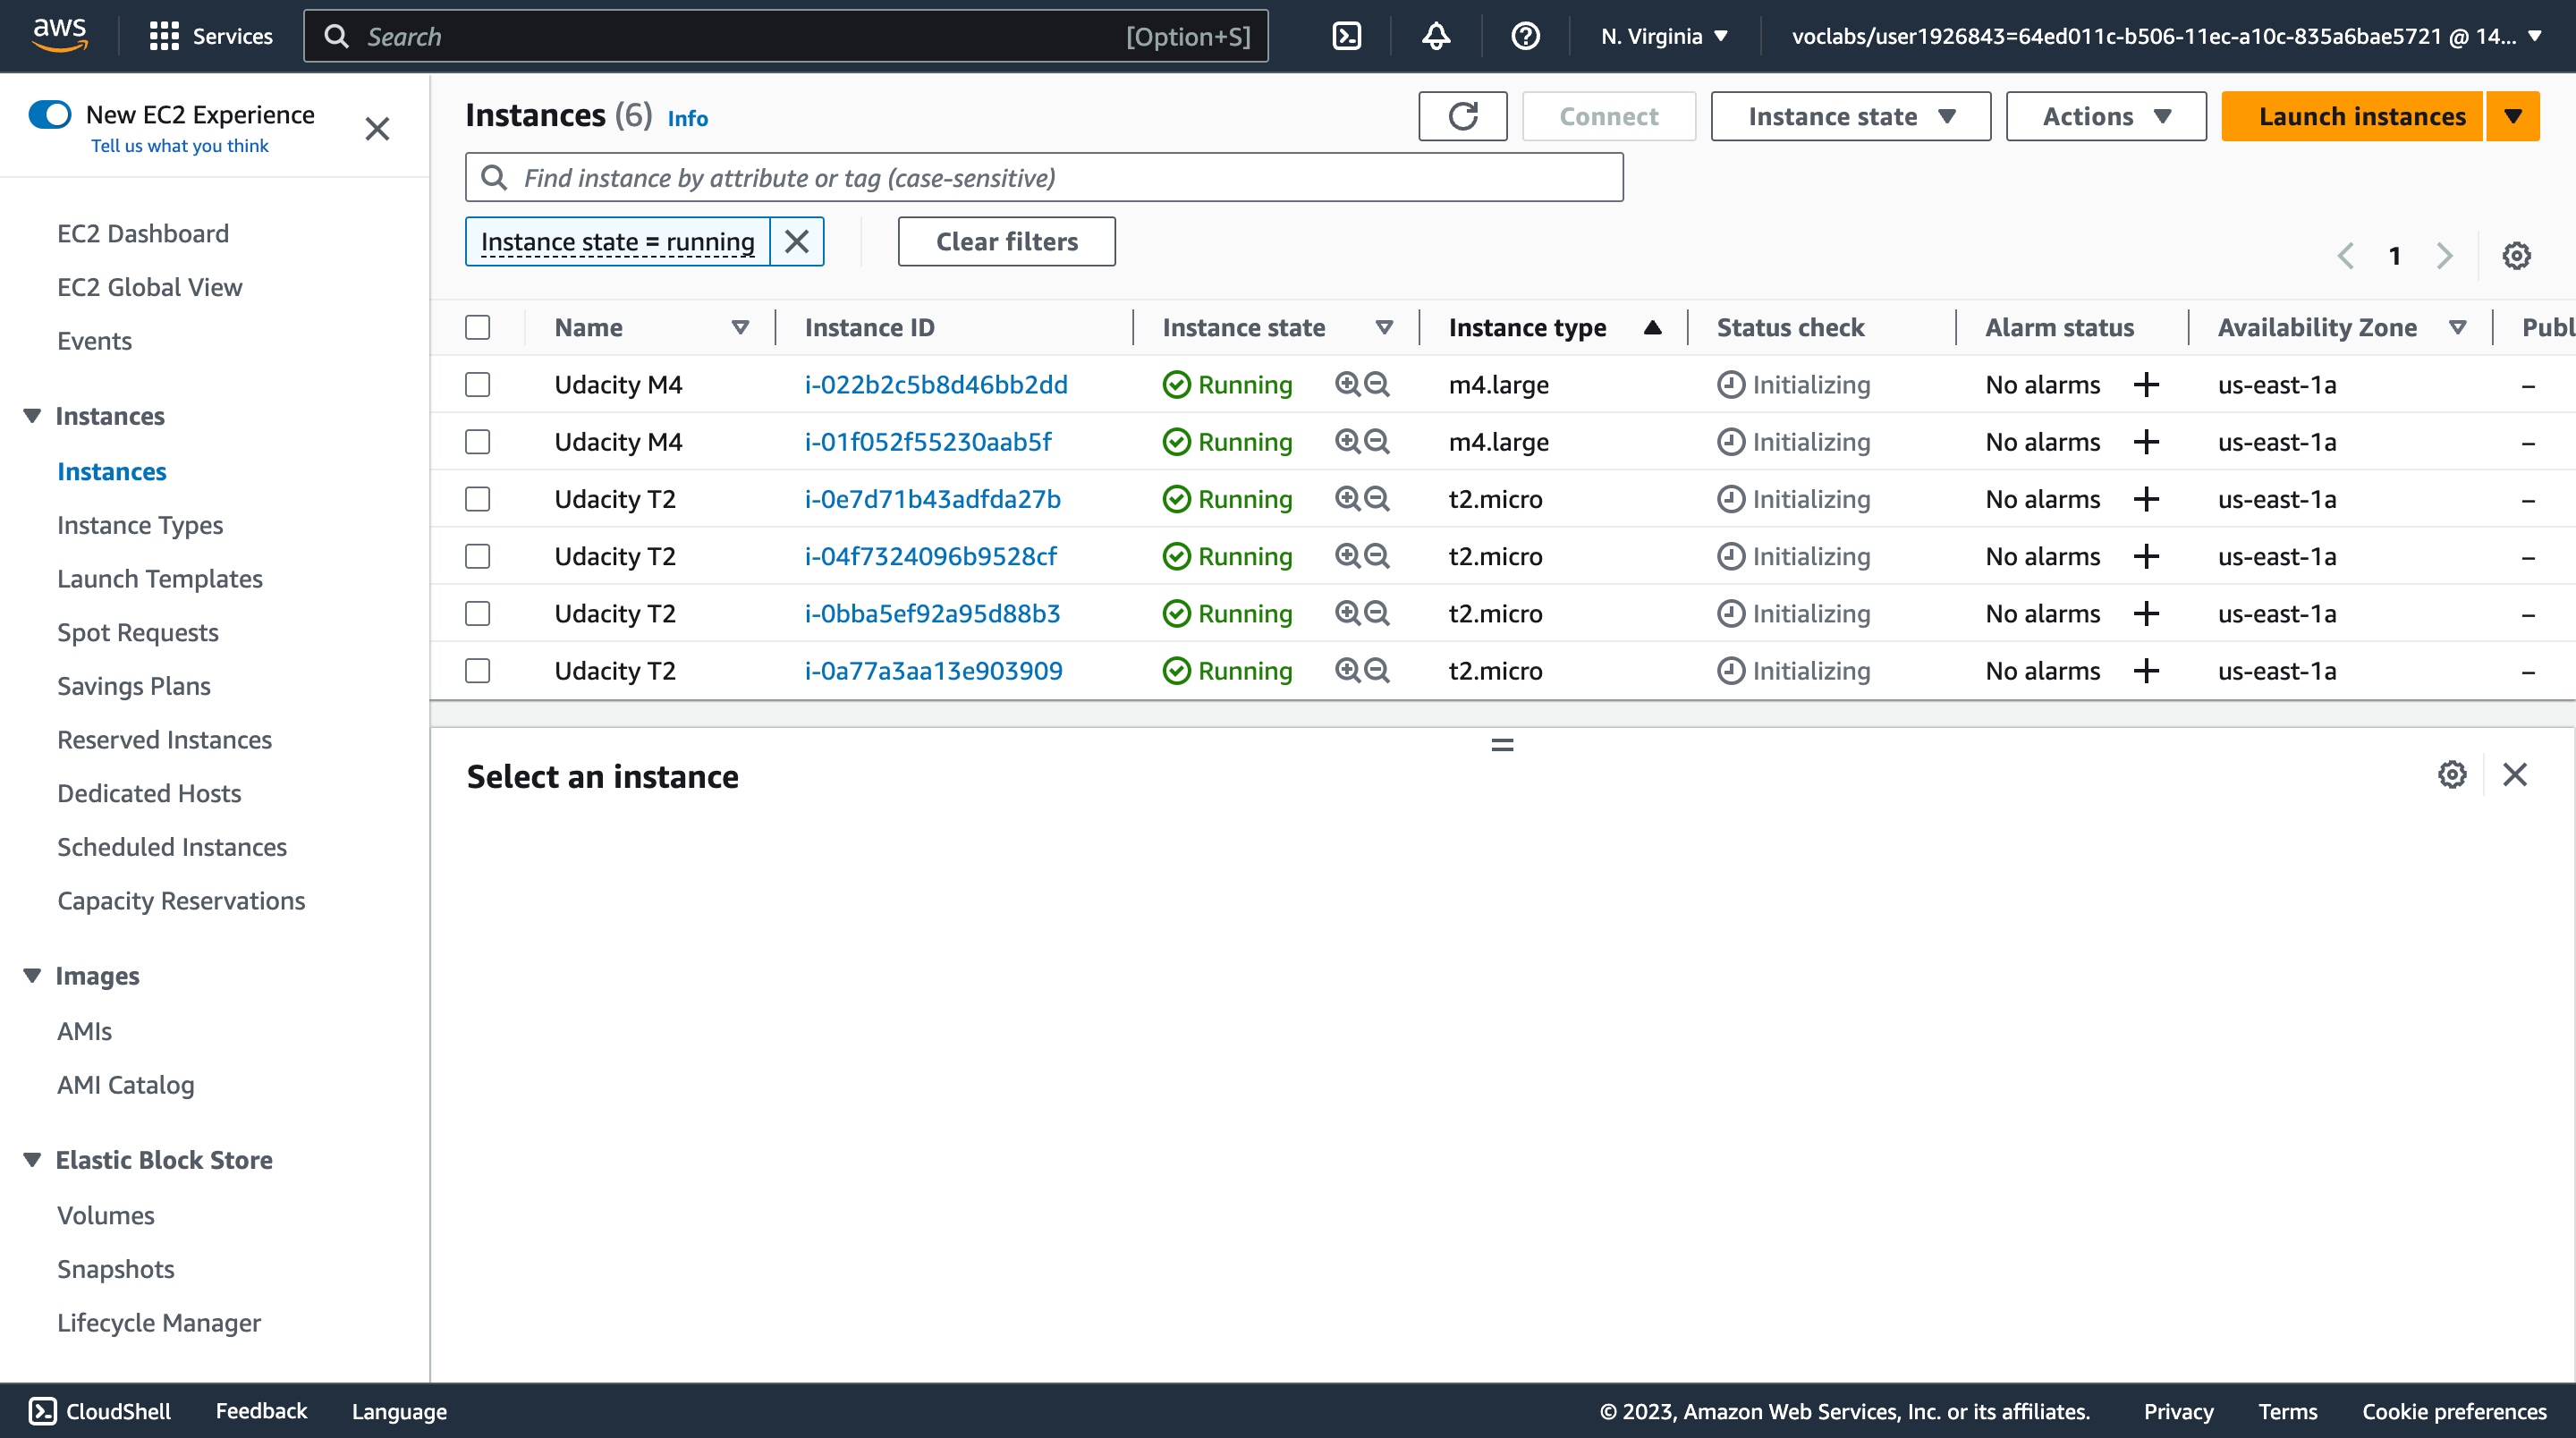 aws
Services
Search
[Option+S]
N. Virginia
voclabs/user1926843=64ed011c-b506-11ec-a10c-835a6bae5721 @ 14...
New EC2 Experience
Tell us what you think
EC2 Dashboard
EC2 Global View
Events
Instances
Instances
Instance Types
Launch Templates
Spot Requests
Savings Plans
Reserved Instances
Dedicated Hosts
Scheduled Instances
Capacity Reservations
Images
AMIs
AMI Catalog
Elastic Block Store
Volumes
Snapshots
Lifecycle Manager
Instances (6) Info
Connect
Instance state
Actions
Launch instances
Find instance by attribute or tag (case-sensitive)
Instance state = running
Clear filters
1
Name Instance ID Instance state Instance type Status check Alarm status Availability Zone Publ
Udacity M4 i-022b2c5b8d46bb2dd Running m4.large Initializing No alarms + us-east-1a –
Udacity M4 i-01f052f55230aab5f Running m4.large Initializing No alarms + us-east-1a –
Udacity T2 i-0e7d71b43adfda27b Running t2.micro Initializing No alarms + us-east-1a –
Udacity T2 i-04f7324096b9528cf Running t2.micro Initializing No alarms + us-east-1a –
Udacity T2 i-0bba5ef92a95d88b3 Running t2.micro Initializing No alarms + us-east-1a –
Udacity T2 i-0a77a3aa13e903909 Running t2.micro Initializing No alarms + us-east-1a –
Select an instance
CloudShell Feedback Language © 2023, Amazon Web Services, Inc. or its affiliates. Privacy Terms Cookie preferences